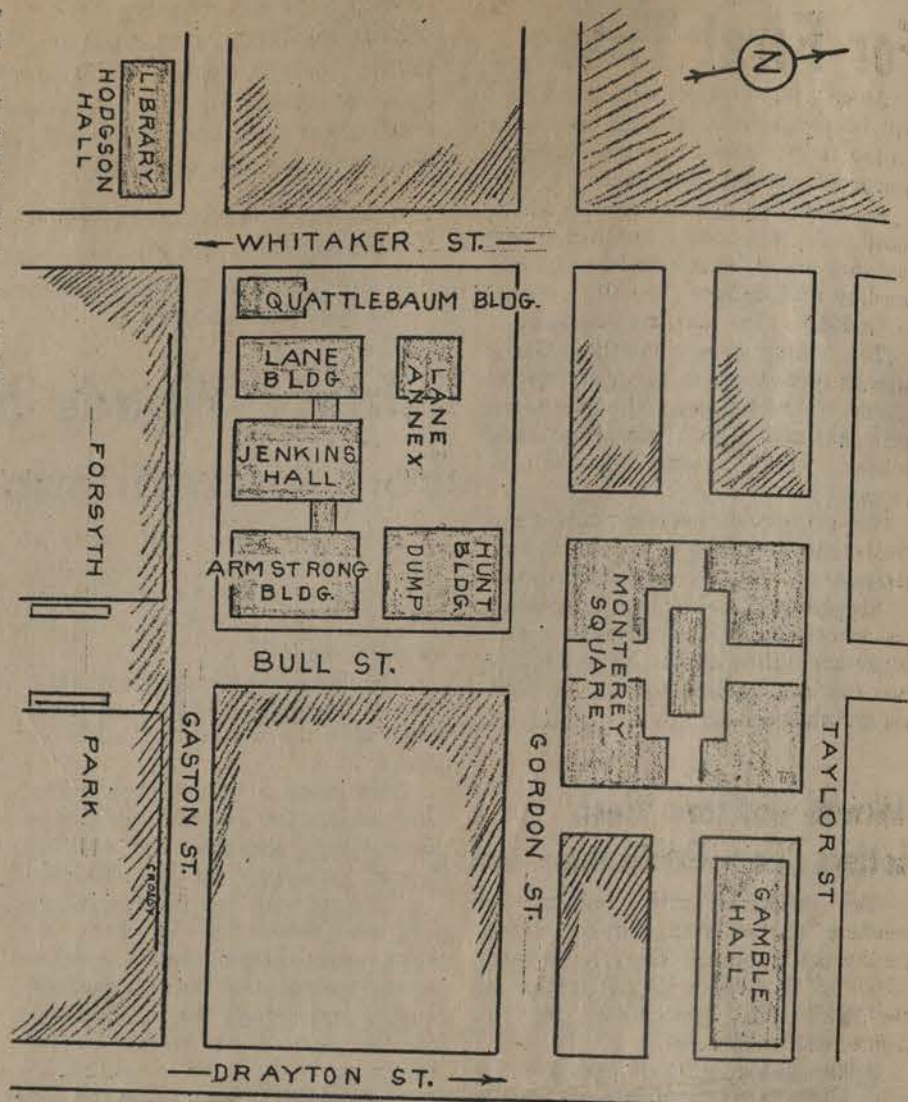 N
LIBRARY
HODGSON
HALL
WHITAKER ST.
QUATTLEBAUM BLDG.
LANE
BLDG
LANE
ANNEX
JENKINS
HALL
ARMSTRONG
BLDG.
HUNT
BLDG.
DUMP
FORSYTH
PARK
MONTEREY
SQUARE
BULL ST.
GASTON ST.
GORDON ST.
TAYLOR ST
GAMBLE
HALL
DRAYTON ST.